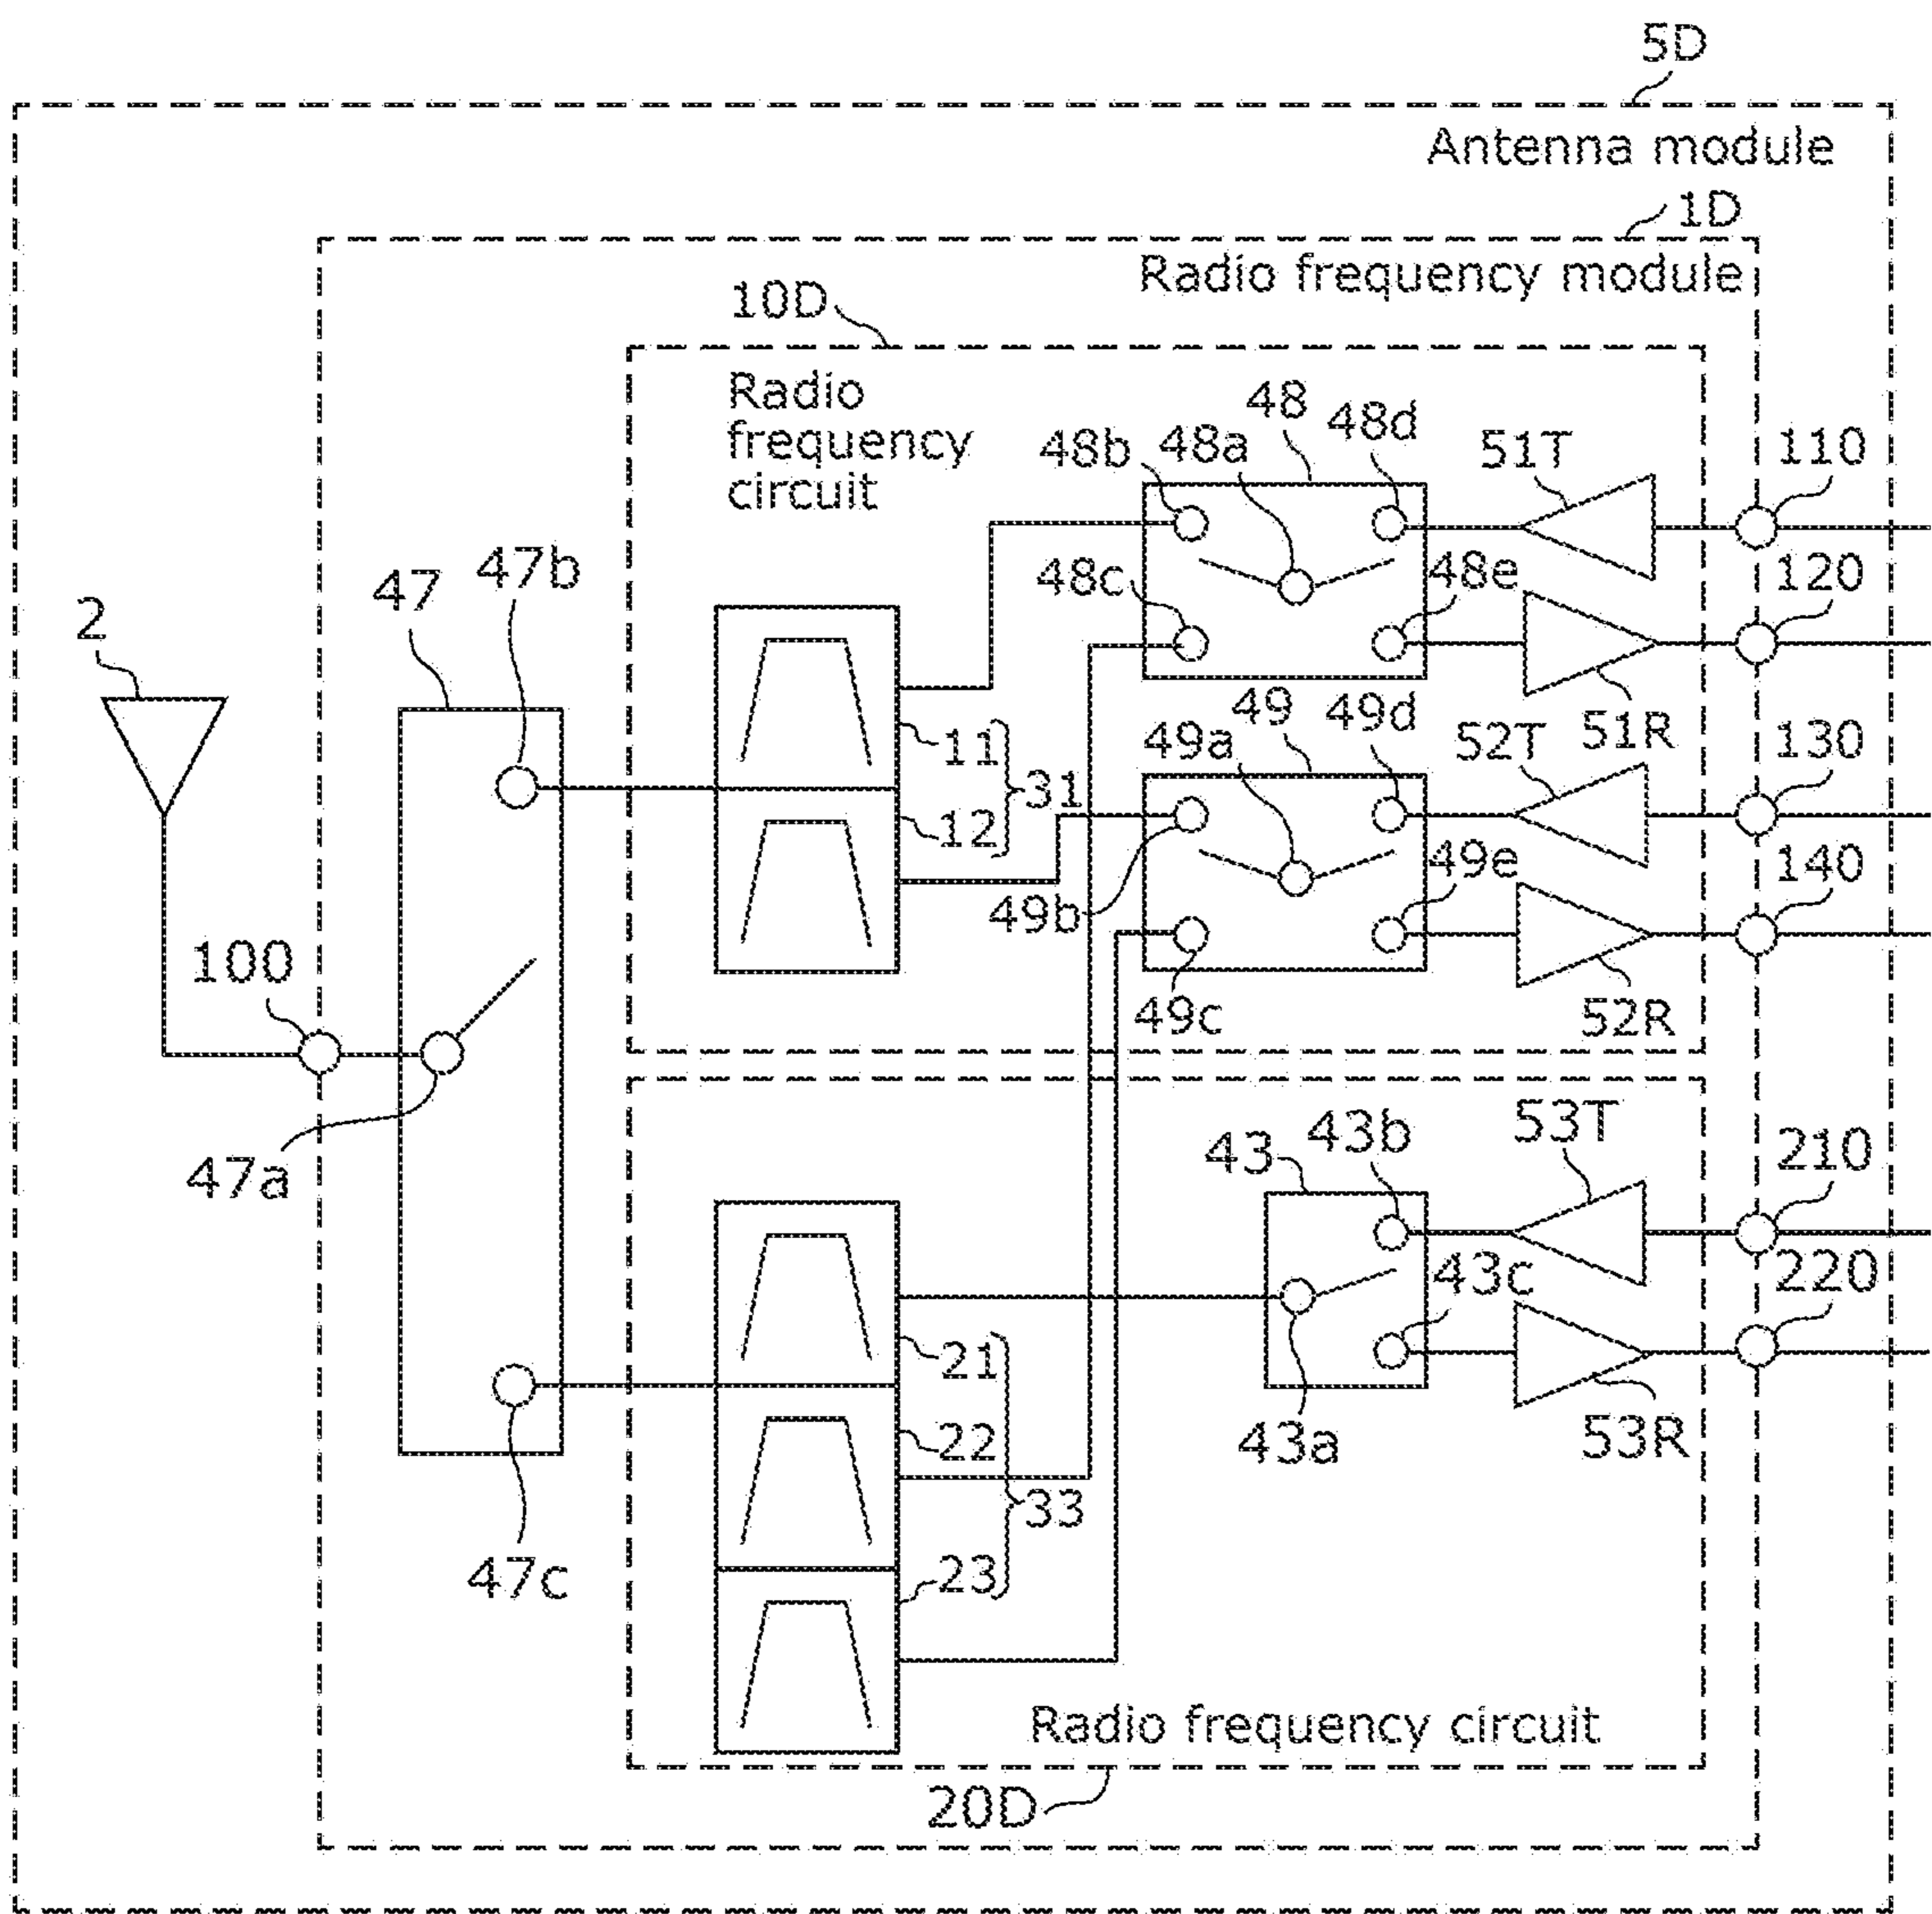 5D
Antenna module
1D
Radio frequency module
10D
Radio
frequency
circuit
48
48b
48a
48d
51T
110
48c
48e
120
47
47b
2
51R
11
31
12
49
49a
49d
52T
130
49b
49e
140
49c
52R
100
47a
43
43b
53T
210
43c
220
21
22
33
23
43a
53R
47c
Radio frequency circuit
20D